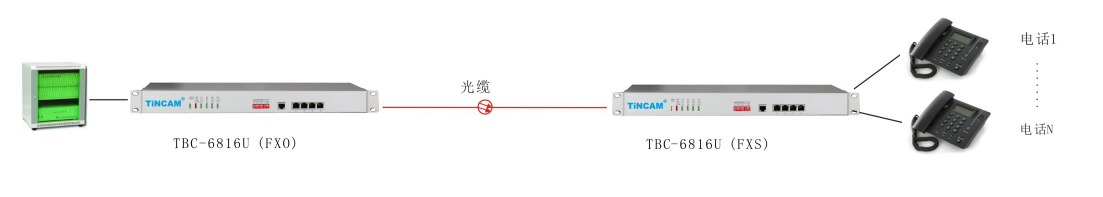 TiNCAM®
TBC-6816U (FXO)
光缆
TiNCAM®
TBC-6816U (FXS)
电话1
电话N